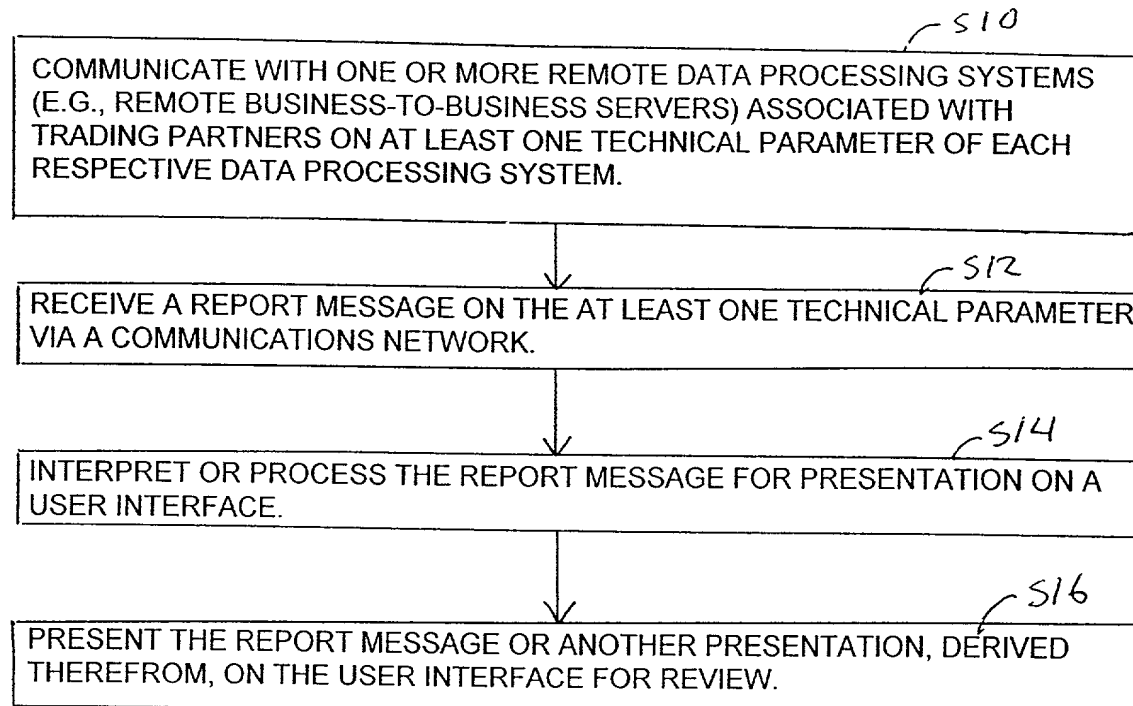 S10
COMMUNICATE WITH ONE OR MORE REMOTE DATA PROCESSING SYSTEMS
(E.G., REMOTE BUSINESS-TO-BUSINESS SERVERS) ASSOCIATED WITH
TRADING PARTNERS ON AT LEAST ONE TECHNICAL PARAMETER OF EACH
RESPECTIVE DATA PROCESSING SYSTEM.
S12
RECEIVE A REPORT MESSAGE ON THE AT LEAST ONE TECHNICAL PARAMETER
VIA A COMMUNICATIONS NETWORK.
S14
INTERPRET OR PROCESS THE REPORT MESSAGE FOR PRESENTATION ON A
USER INTERFACE.
S16
PRESENT THE REPORT MESSAGE OR ANOTHER PRESENTATION, DERIVED
THEREFROM, ON THE USER INTERFACE FOR REVIEW.